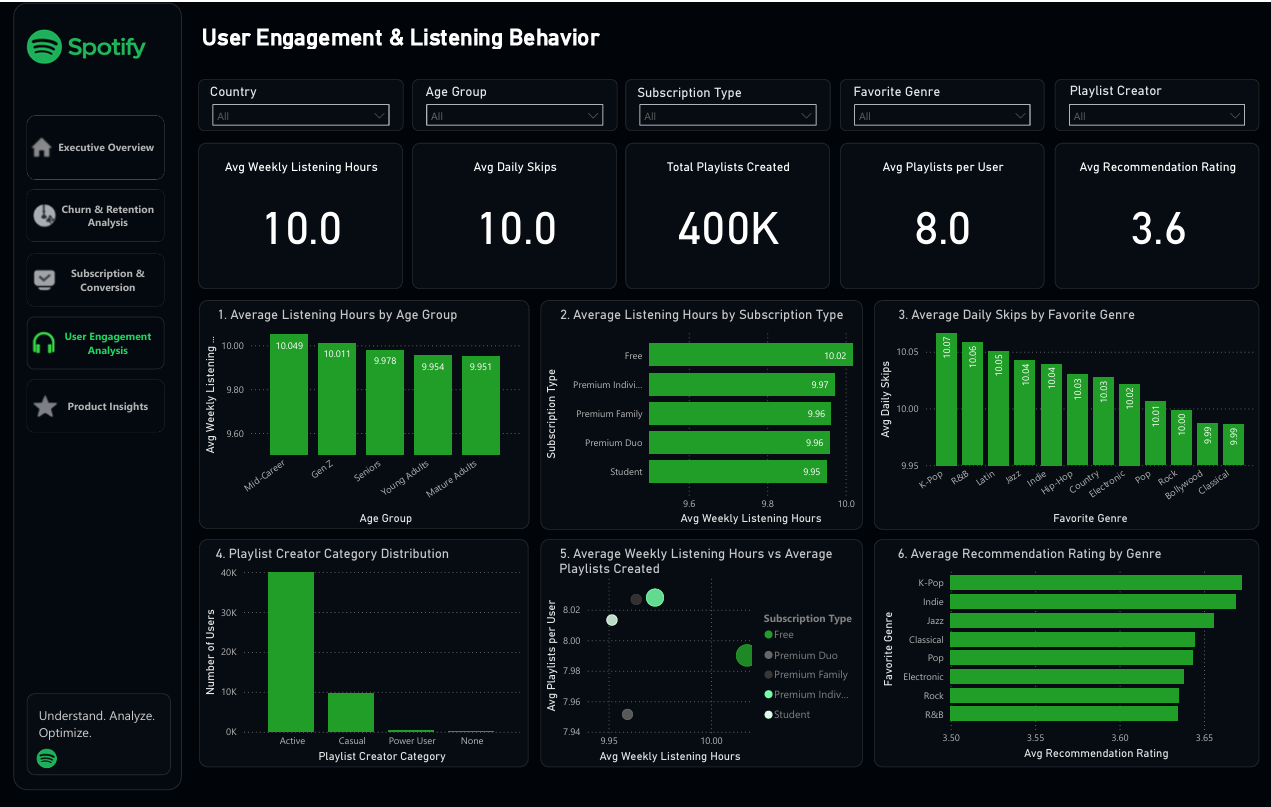 Spotify
User Engagement & Listening Behavior
Country
All
Age Group
All
Subscription Type
All
Favorite Genre
All
Playlist Creator
All
Executive Overview
Churn & Retention
Analysis
Subscription &
Conversion
User Engagement
Analysis
Product Insights
Understand. Analyze.
Optimize.
Avg Weekly Listening Hours
10.0
Avg Daily Skips
10.0
Total Playlists Created
400K
Avg Playlists per User
8.0
Avg Recommendation Rating
3.6
1. Average Listening Hours by Age Group
Avg Weekly Listening ...
10.00
9.80
9.60
10.049
10.011
9.978
9.954
9.951
Mid-Career
Gen Z
Seniors
Young Adults
Mature Adults
Age Group
2. Average Listening Hours by Subscription Type
Subscription Type
Free
10.02
Premium Indivi...
9.97
Premium Family
9.96
Premium Duo
9.96
Student
9.95
9.6
9.8
10.0
Avg Weekly Listening Hours
3. Average Daily Skips by Favorite Genre
Avg Daily Skips
10.05
10.00
9.95
10.07
10.06
10.05
10.04
10.04
10.03
10.03
10.02
10.01
10.00
9.99
9.99
K-Pop
R&B
Latin
Jazz
Indie
Hip-Hop
Country
Electronic
Pop
Rock
Bollywood
Classical
Favorite Genre
4. Playlist Creator Category Distribution
Number of Users
40K
30K
20K
10K
0K
Active
Casual
Power User
None
Playlist Creator Category
5. Average Weekly Listening Hours vs Average
Playlists Created
Avg Playlists per User
8.02
8.00
7.98
7.96
7.94
9.95
10.00
Avg Weekly Listening Hours
Subscription Type
Free
Premium Duo
Premium Family
Premium Indiv...
Student
6. Average Recommendation Rating by Genre
Favorite Genre
K-Pop
Indie
Jazz
Classical
Pop
Electronic
Rock
R&B
3.50
3.55
3.60
3.65
Avg Recommendation Rating